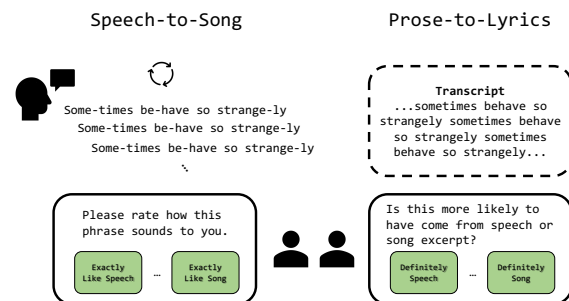 Speech-to-Song
Some-times be-have so strange-ly
Some-times be-have so strange-ly
Some-times be-have so strange-ly
...
Please rate how this
phrase sounds to you.
Exactly
Like Speech
...
Exactly
Like Song
Prose-to-Lyrics
Transcript
...sometimes behave so
strangely sometimes behave
so strangely sometimes
behave so strangely...
Is this more likely to
have come from speech or
song excerpt?
Definitely
Speech
...
Definitely
Song